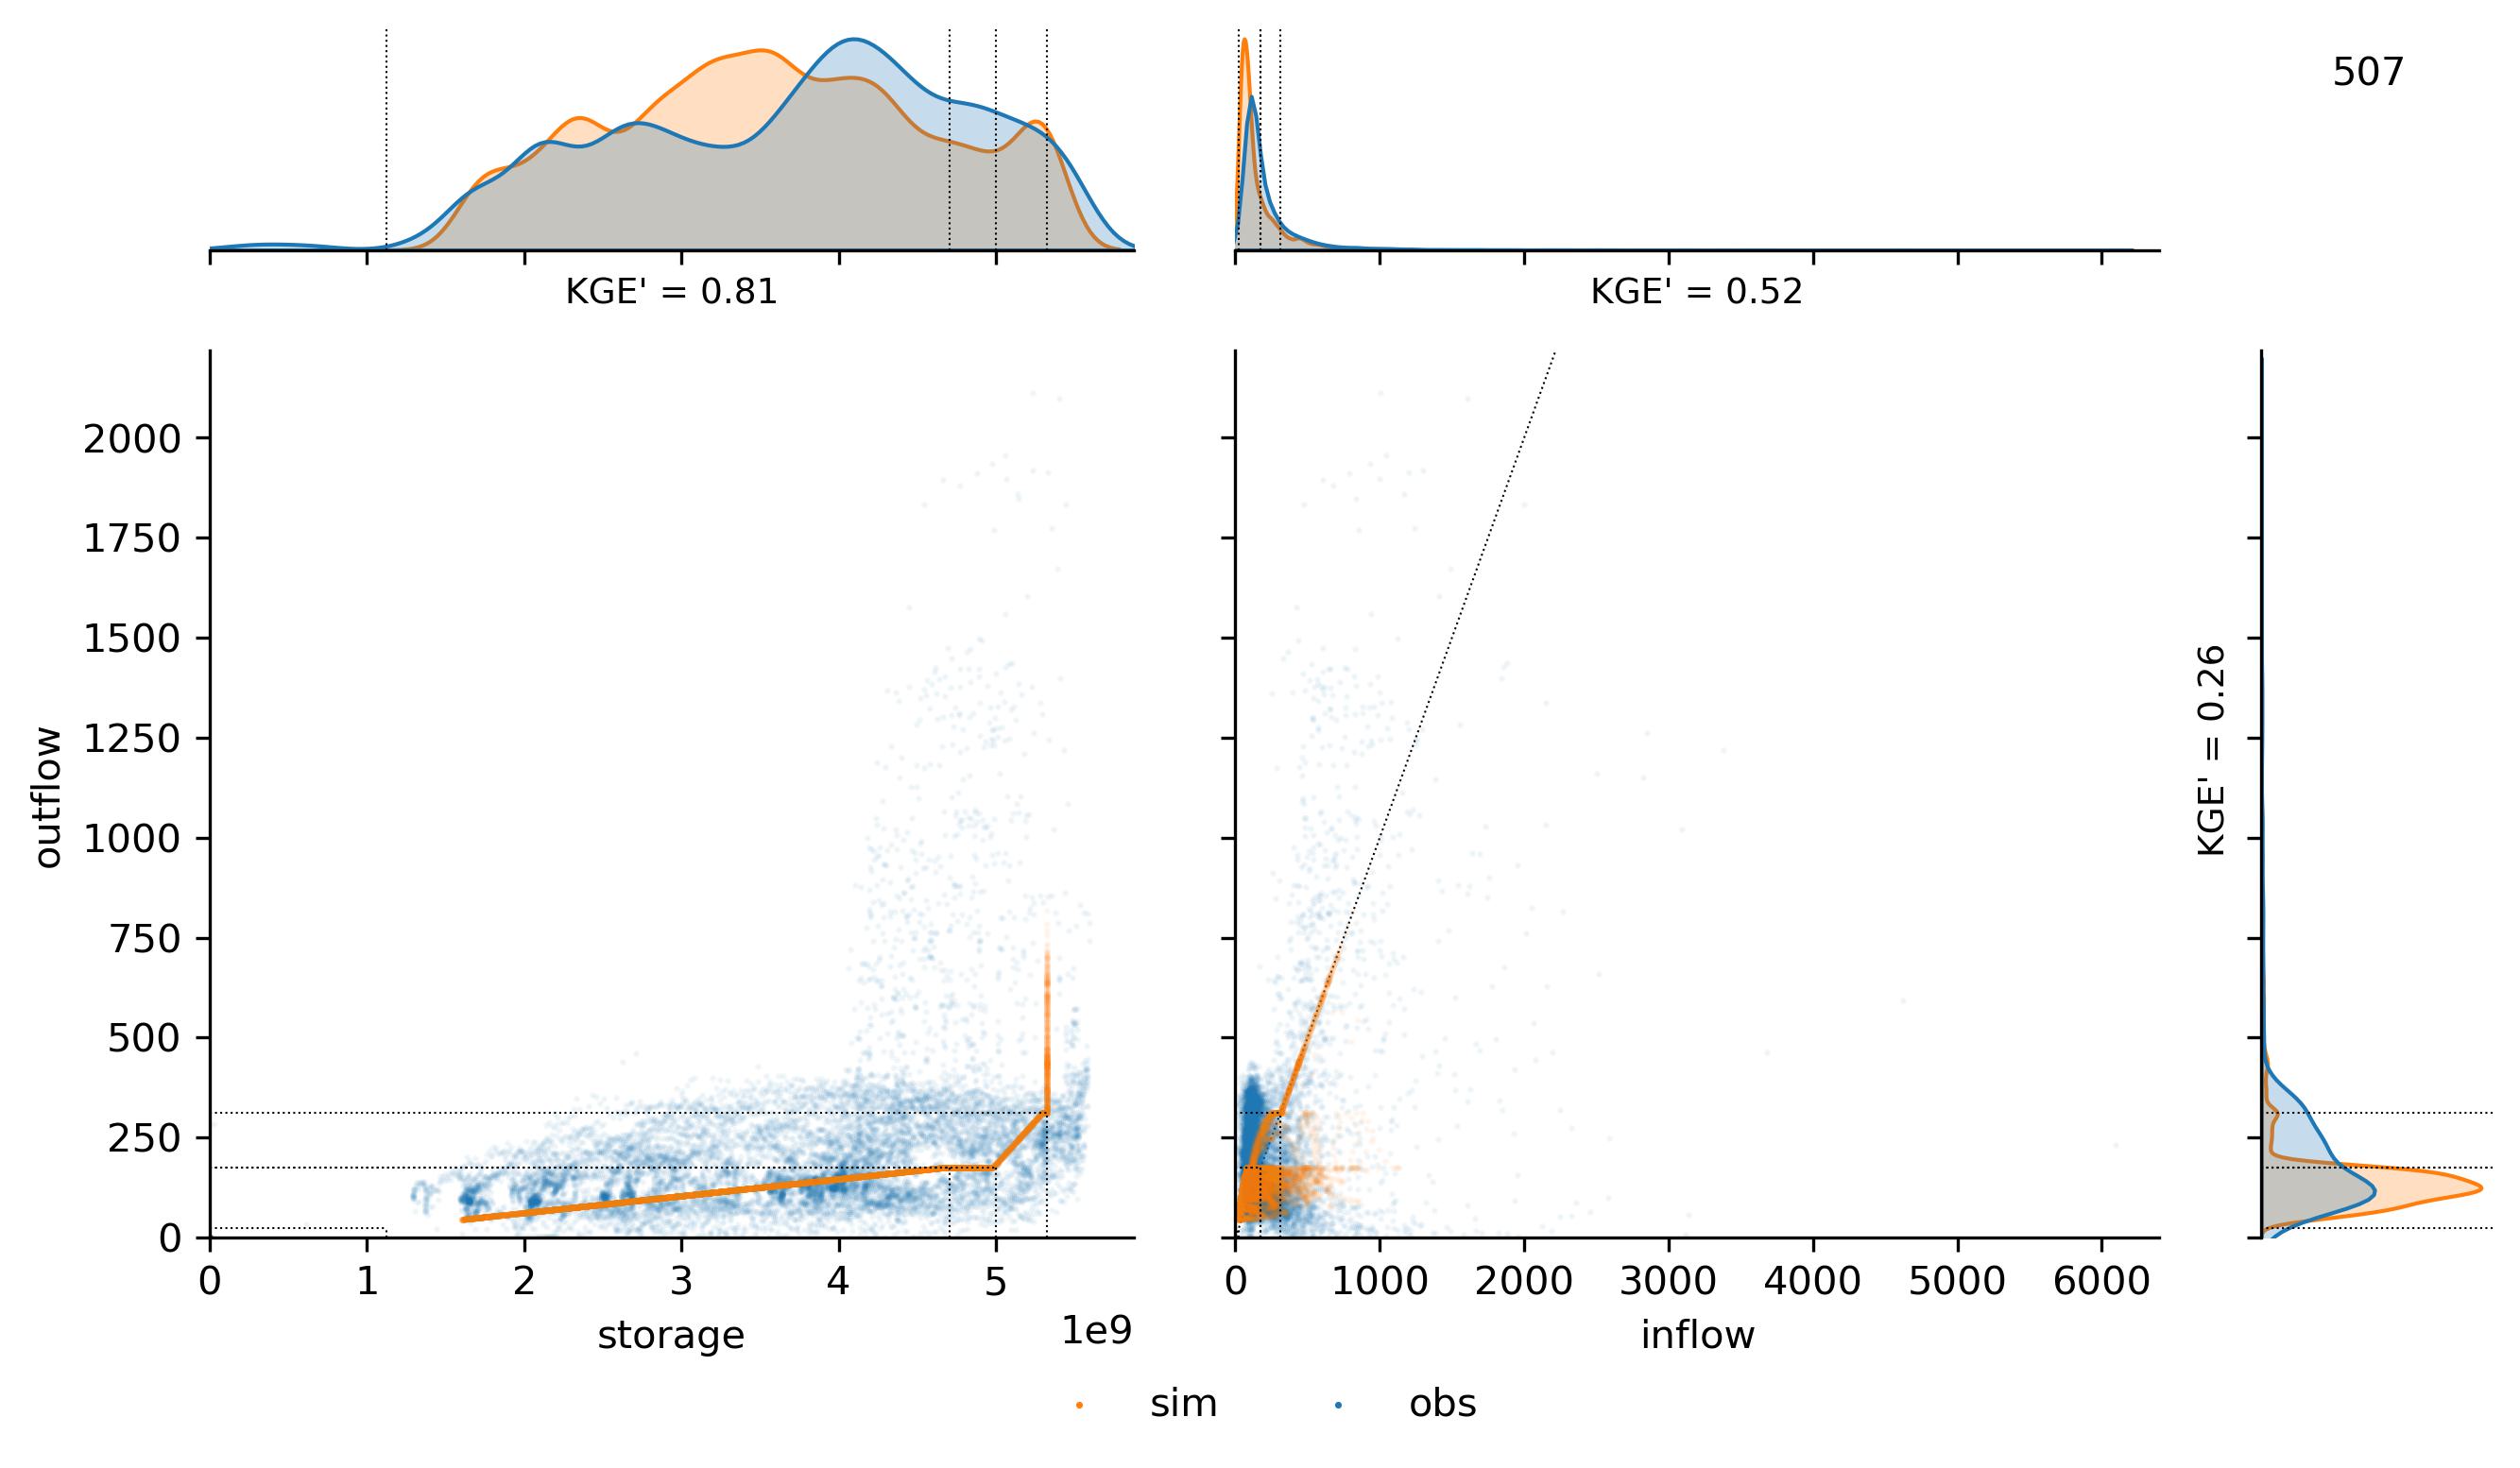 507
KGE' = 0.81
KGE' = 0.52
2000
1750
1500
1250
1000
750
500
250
0
outflow
KGE' = 0.26
0 1 2 3 4 5
0 1000 2000 3000 4000 5000 6000
storage 1e9
inflow
sim obs